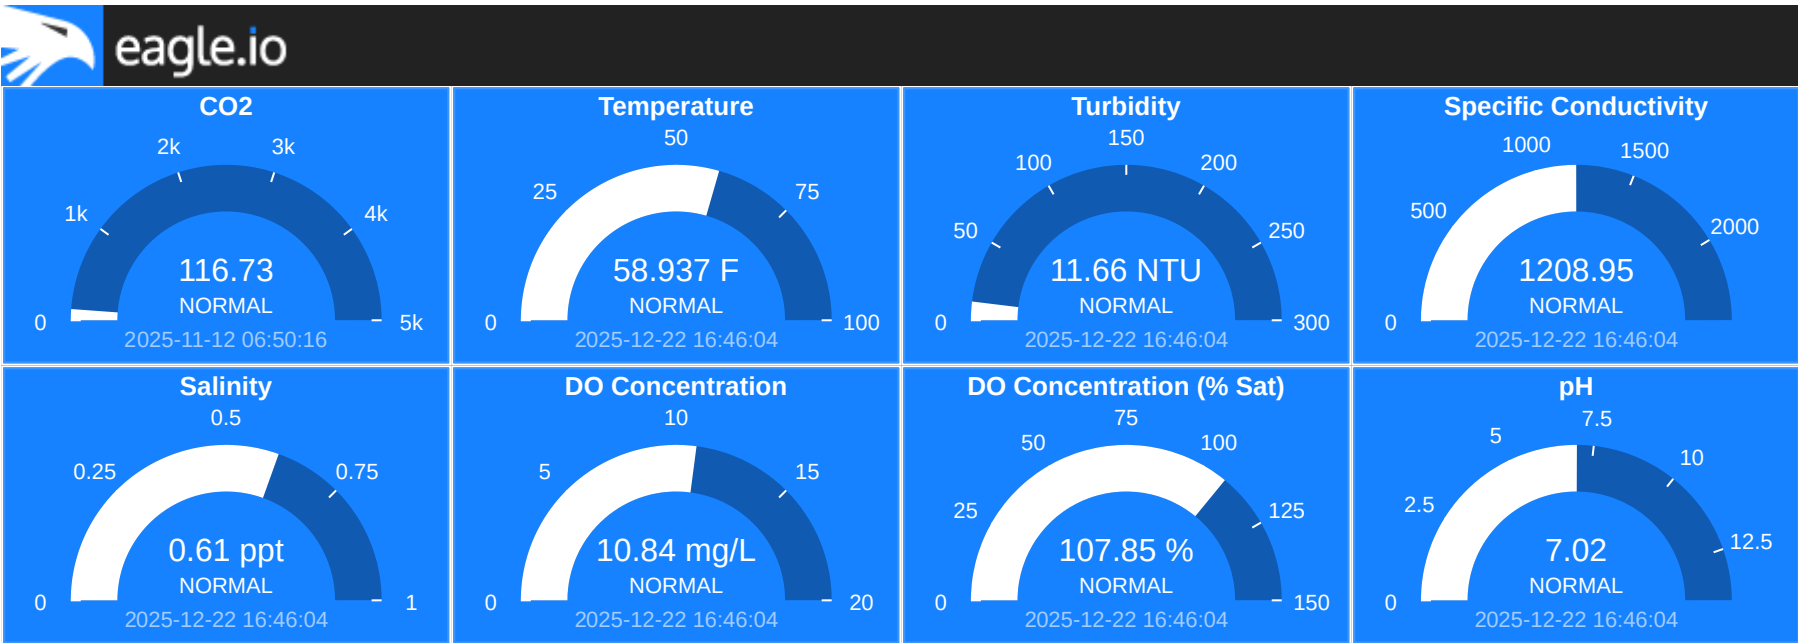 eagle.io
CO2
2k 3k
1k 4k
116.73
NORMAL
0 5k
2025-11-12 06:50:16
Temperature
50
25 75
58.937 F
NORMAL
0 100
2025-12-22 16:46:04
Turbidity
150
100 200
50 250
11.66 NTU
NORMAL
0 300
2025-12-22 16:46:04
Specific Conductivity
1000 1500
500 2000
1208.95
NORMAL
0
2025-12-22 16:46:04
Salinity
0.5
0.25 0.75
0.61 ppt
NORMAL
0 1
2025-12-22 16:46:04
DO Concentration
10
5 15
10.84 mg/L
NORMAL
0 20
2025-12-22 16:46:04
DO Concentration (% Sat)
75
50 100
25 125
107.85 %
NORMAL
0 150
2025-12-22 16:46:04
pH
7.5
5 10
2.5 12.5
7.02
NORMAL
0
2025-12-22 16:46:04